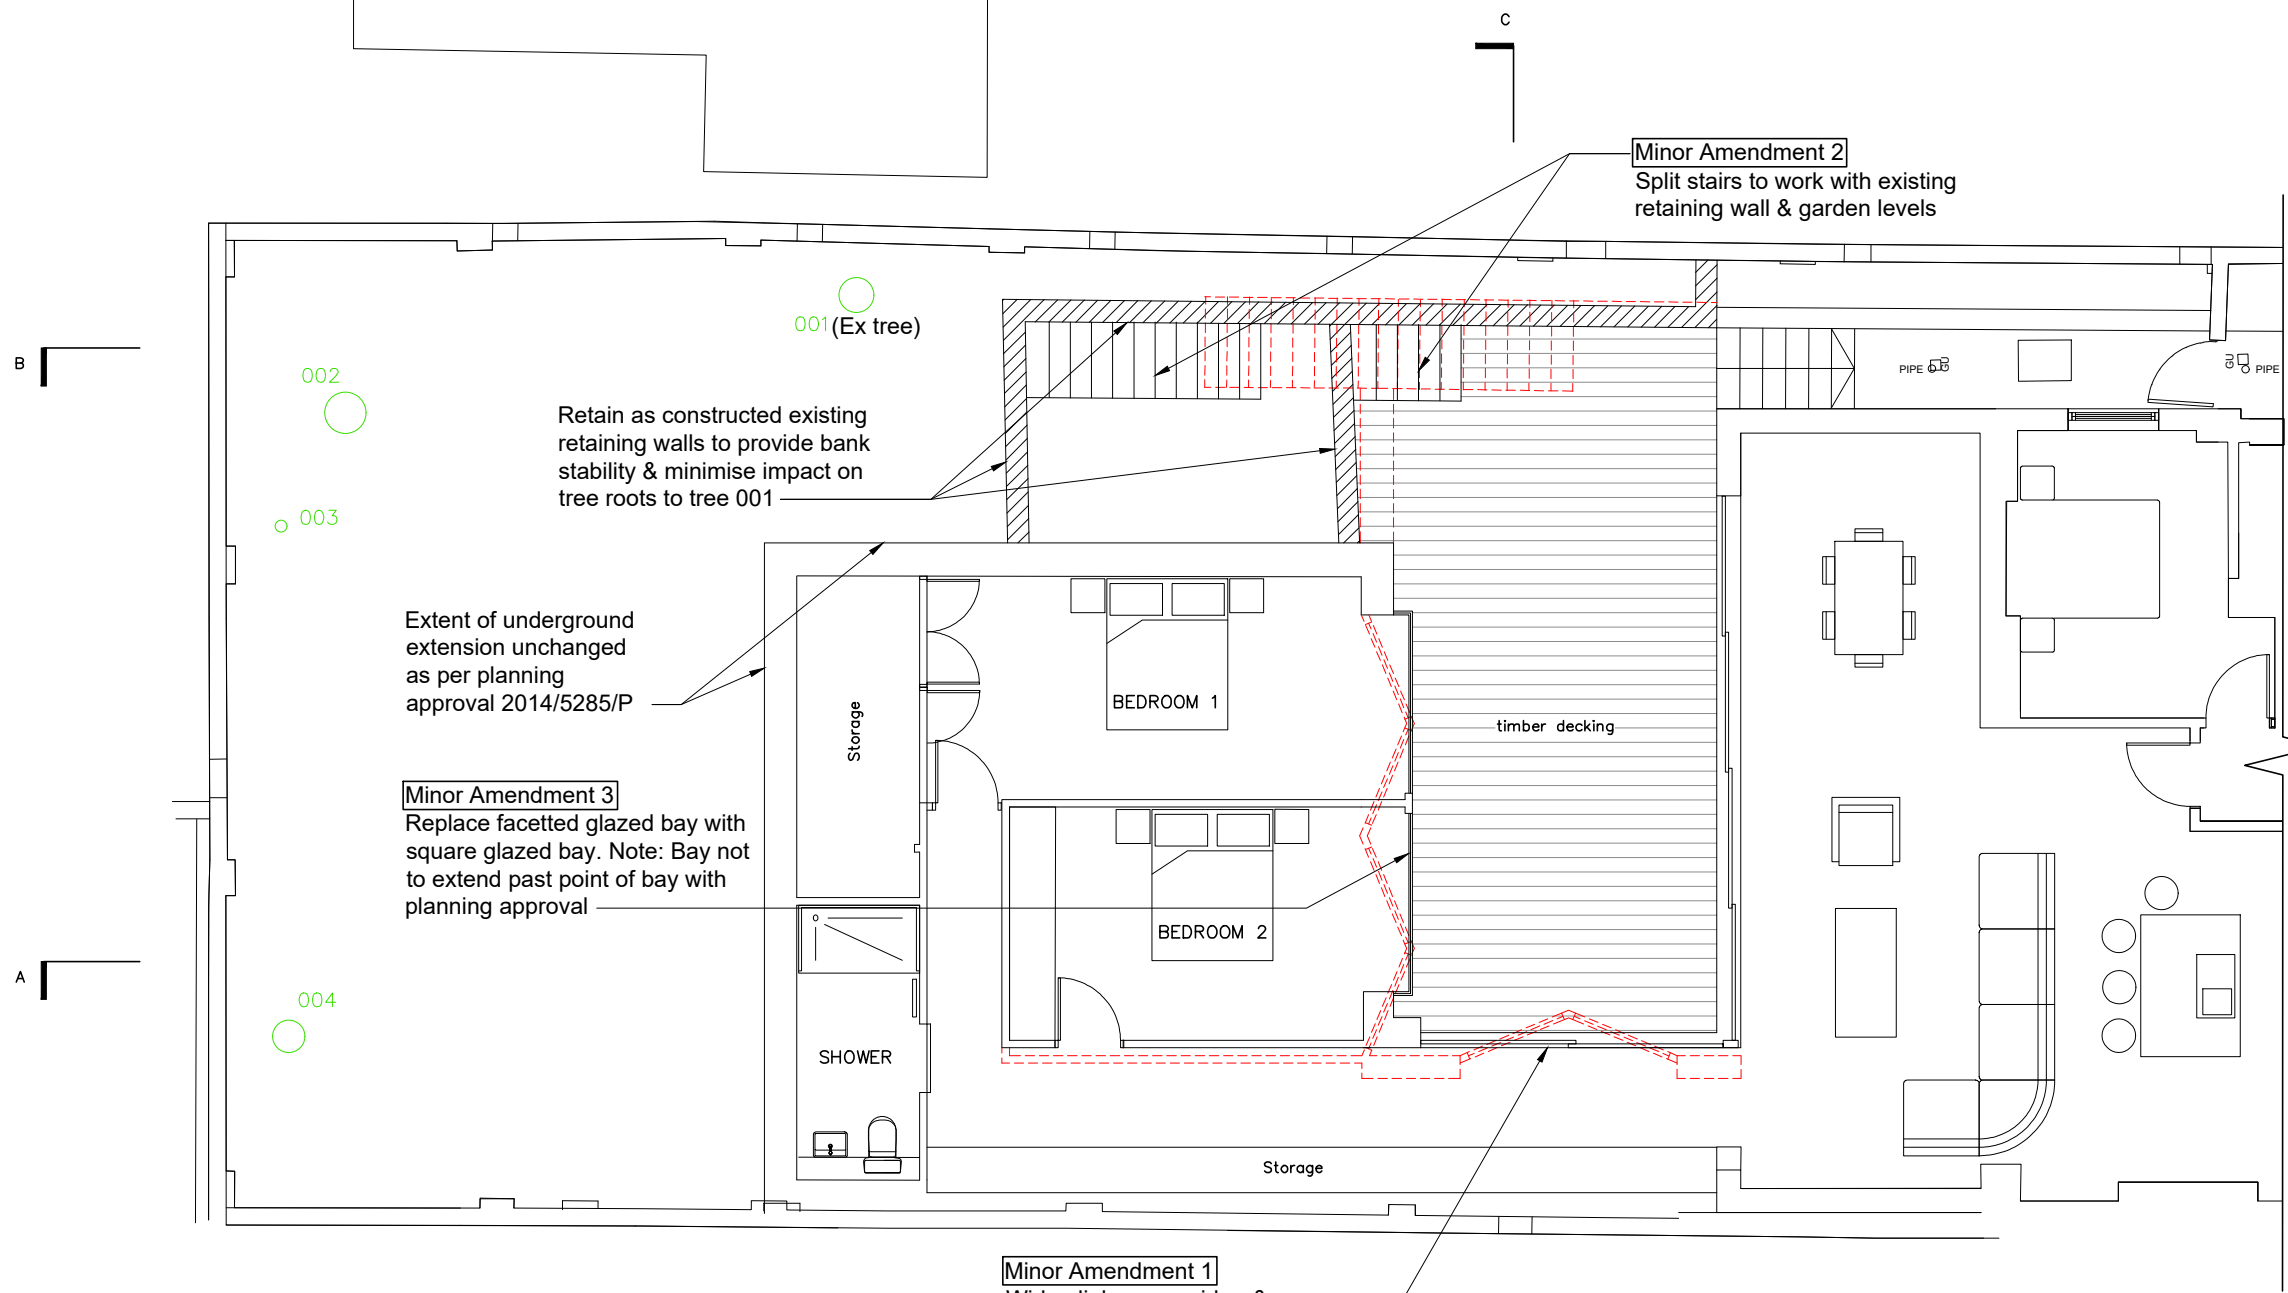 C
Minor Amendment 2
Split stairs to work with existing
retaining wall & garden levels
001 (Ex tree)
B
002
PIPE
GU
GU
PIPE
Retain as constructed existing
retaining walls to provide bank
stability & minimise impact on
tree roots to tree 001
003
Extent of underground
extension unchanged
as per planning
approval 2014/5285/P
Storage
BEDROOM 1
timber decking
Minor Amendment 3
Replace facetted glazed bay with
square glazed bay. Note: Bay not
to extend past point of bay with
planning approval
BEDROOM 2
A
004
SHOWER
Storage
Minor Amendment 1